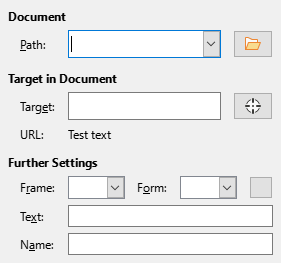 Document
Path:
Target in Document
Target:
URL: Test text
Further Settings
Frame: Form:
Text:
Name: